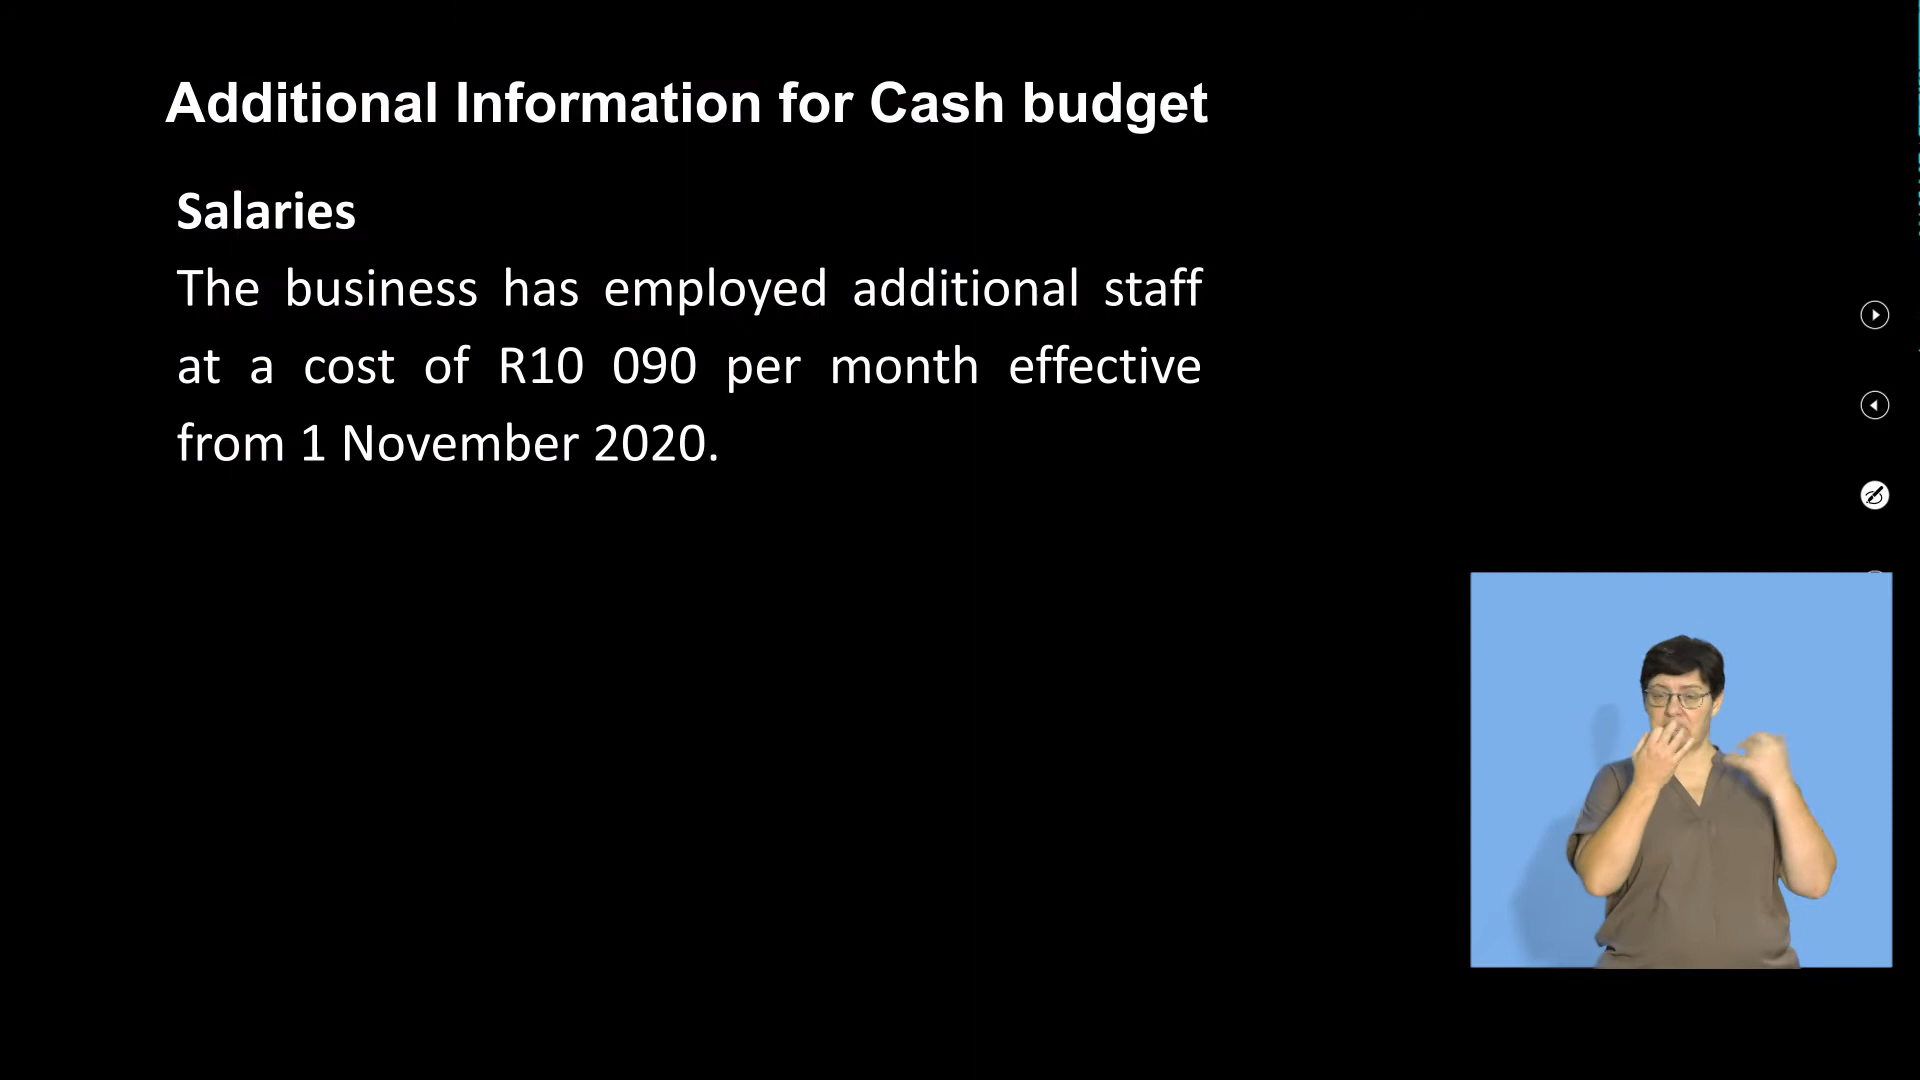 Additional Information for Cash budget
Salaries
The business has employed additional staff
at a cost of R10 090 per month effective
from 1 November 2020.